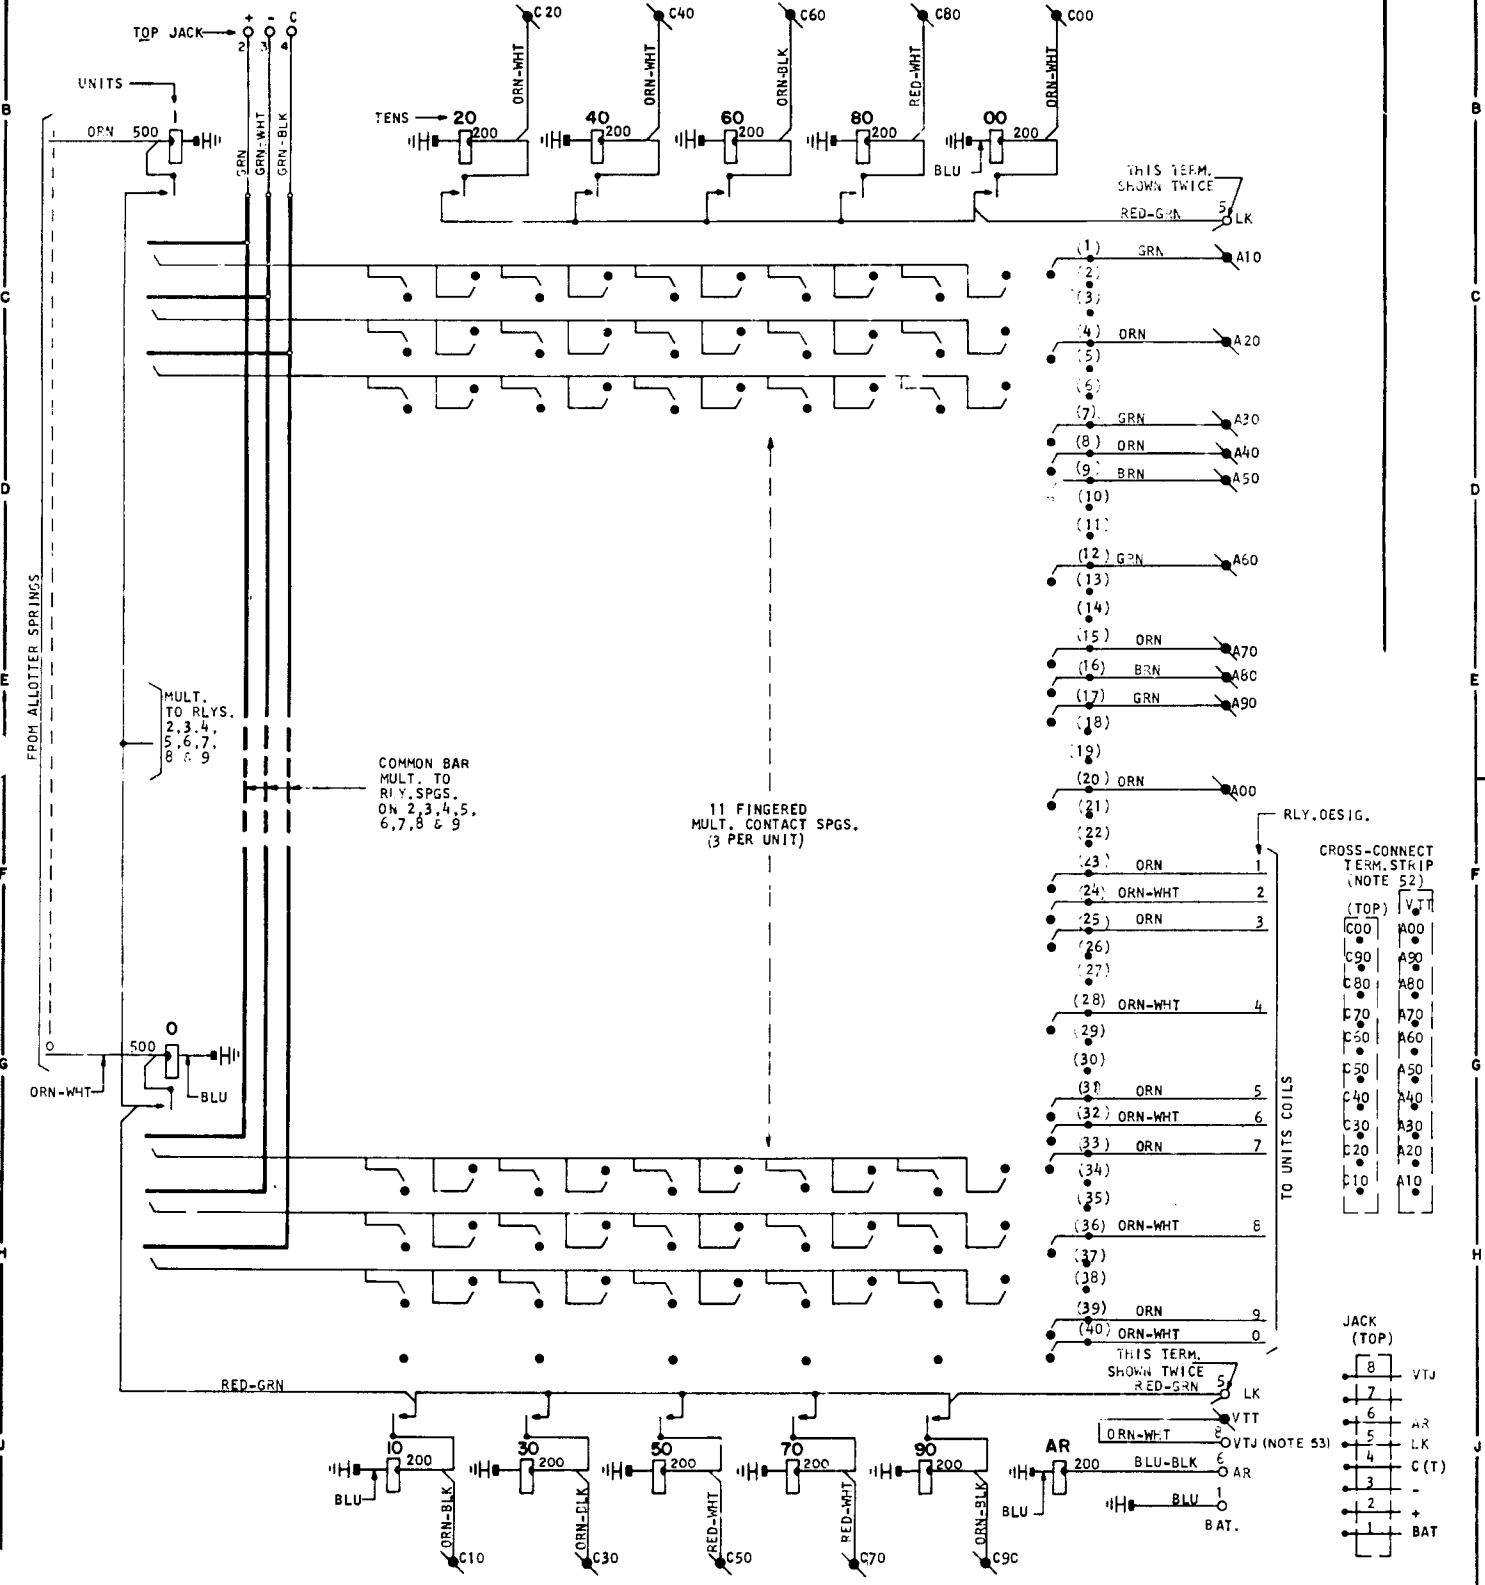 + - C
TOP JACK
2 3 4
C20
C40
C60
C80
C00
ORN-WHT
ORN-WHT
ORN-BLK
RED-WHT
ORN-WHT
UNITS
B
B
TENS
20
40
60
80
00
ORN
500
200
200
200
200
200
GRN
GRN-WHT
GRN-BLK
BLU
THIS TERM.
SHOWN TWICE
RED-GRN
5
LK
(1) GRN A10
(2)
C
(3)
C
(4) ORN A20
(5)
(6)
(7) GRN A30
(8) ORN A40
(9) BRN A50
D
(10)
D
(11)
(12) GRN A60
(13)
(14)
FROM ALLOTTER SPRINGS
(15) ORN A70
(16) BRN A80
E
E
(17) GRN A90
(18)
(19)
MULT.
TO RLYS.
2,3,4,
5,6,7,
8 & 9
COMMON BAR
MULT. TO
RLY.SPGS.
ON 2,3,4,5,
6,7,8 & 9
(20) ORN A00
(21)
(22)
11 FINGERED
MULT. CONTACT SPGS.
(3 PER UNIT)
RLY.DESIG.
(23) ORN 1
(24) ORN-WHT 2
(25) ORN 3
(26)
(27)
(28) ORN-WHT 4
(29)
(30)
(31) ORN 5
(32) ORN-WHT 6
(33) ORN 7
(34)
(35)
(36) ORN-WHT 8
(37)
(38)
(39) ORN 9
(40) ORN-WHT 0
TO UNITS COILS
CROSS-CONNECT
TERM.STRIP
(NOTE 52)
(TOP) VTT
C00 A00
C90 A90
C80 A80
C70 A70
C60 A60
C50 A50
C40 A40
C30 A30
C20 A20
C10 A10
F
F
0
0
500
G
G
ORN-WHT
BLU
H
H
THIS TERM.
SHOWN TWICE
RED-GRN
RED-GRN
5
LK
VTT
ORN-WHT
8
VTJ (NOTE 53)
10
30
50
70
90
AR
200
200
200
200
200
200
BLU-BLK
6
AR
BLU
BLU
BLU
1
BAT.
ORN-BLK
ORN-BLK
RED-WHT
RED-WHT
ORN-BLK
C10
C30
C50
C70
C90
J
J
JACK
(TOP)
8 VTJ
7
6 AR
5 LK
4 C(T)
3 -
2 +
1 BAT